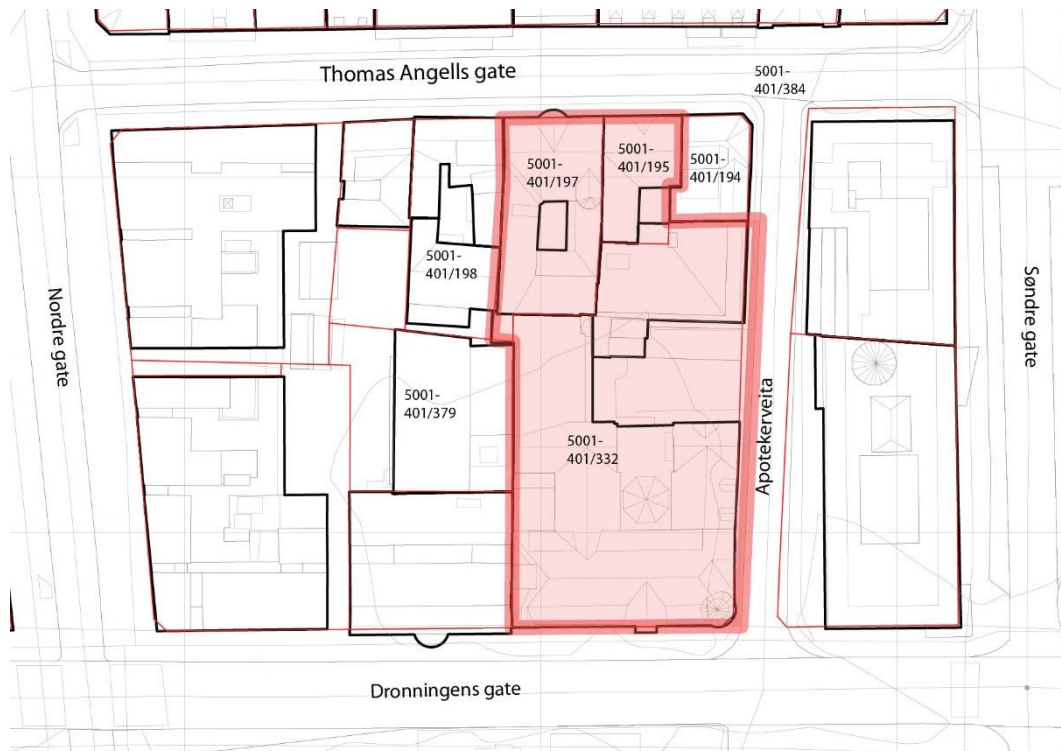 Thomas Angells gate
5001-
401/384
5001-
401/197
5001-
401/195
5001-
401/194
5001-
401/198
Nordre gate
Søndre gate
5001-
401/379
5001-
401/332
Apotekerveita
Dronningens gate